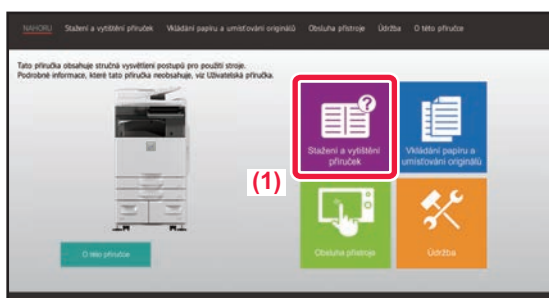 NAHORU Stažení a vytištění příruček Vkládání papíru a umisťování originálů Obsluha přístroje Údržba O této příručce
Tato příručka obsahuje stručná vysvětlení postupů pro použití stroje.
Podrobné informace, které tato příručka neobsahuje, viz Uživatelská příručka.
(1)
Stažení a vytištění
příruček
Vkládání papíru a
umisťování originálů
Obsluha přístroje
Údržba
O této příručce